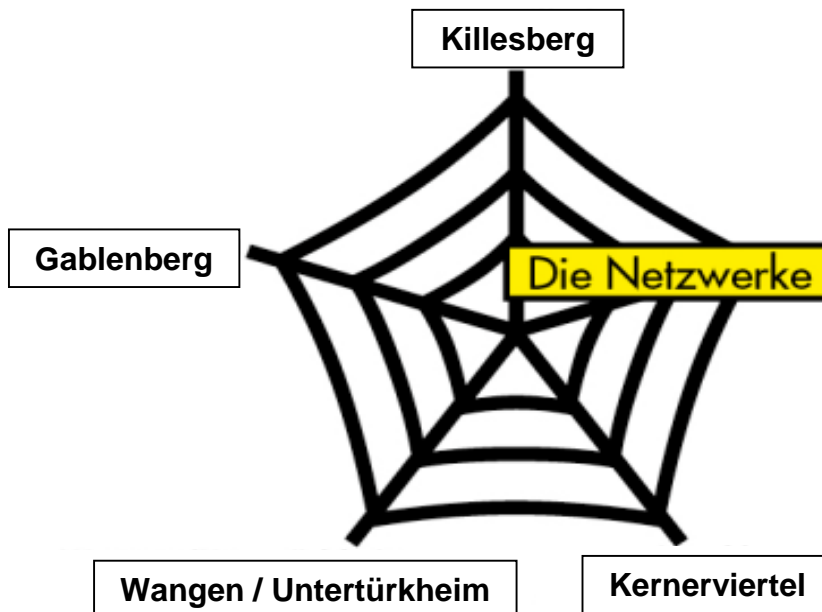 Killesberg
Gablenberg
Die Netzwerke
Wangen / Untertürkheim
Kernerviertel